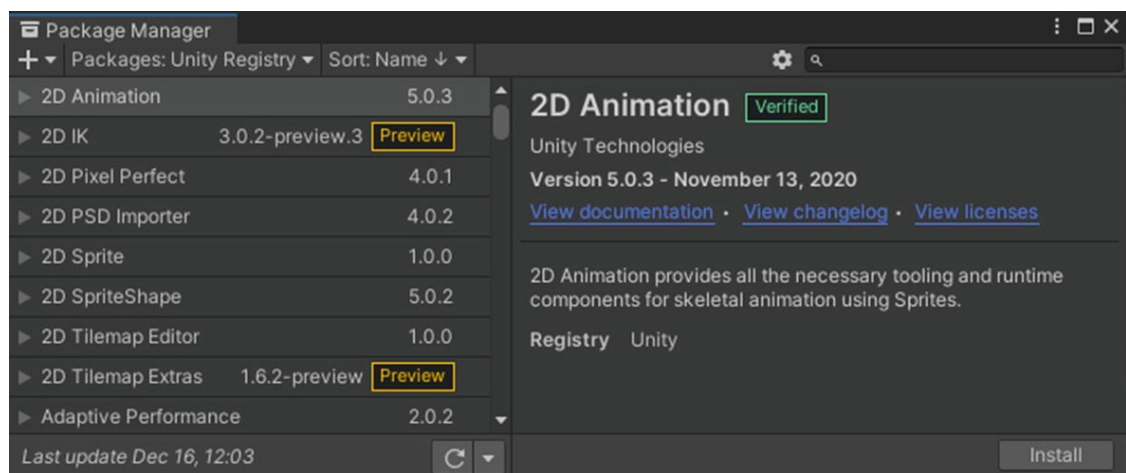 Package Manager
Packages: Unity Registry Sort: Name ↓
2D Animation 5.0.3
2D IK 3.0.2-preview.3 Preview
2D Pixel Perfect 4.0.1
2D PSD Importer 4.0.2
2D Sprite 1.0.0
2D SpriteShape 5.0.2
2D Tilemap Editor 1.0.0
2D Tilemap Extras 1.6.2-preview Preview
Adaptive Performance 2.0.2
Last update Dec 16, 12:03
2D Animation Verified
Unity Technologies
Version 5.0.3 - November 13, 2020
View documentation • View changelog • View licenses
2D Animation provides all the necessary tooling and runtime
components for skeletal animation using Sprites.
Registry Unity
Install